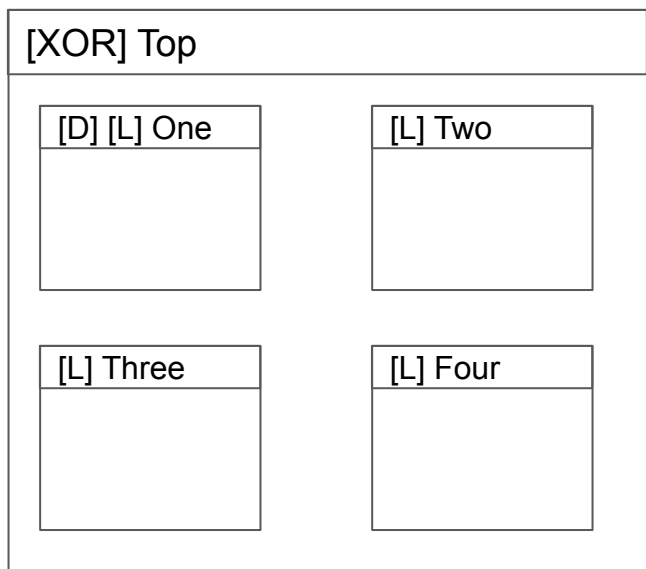 [XOR] Top
[D] [L] One
[L] Two
[L] Three
[L] Four